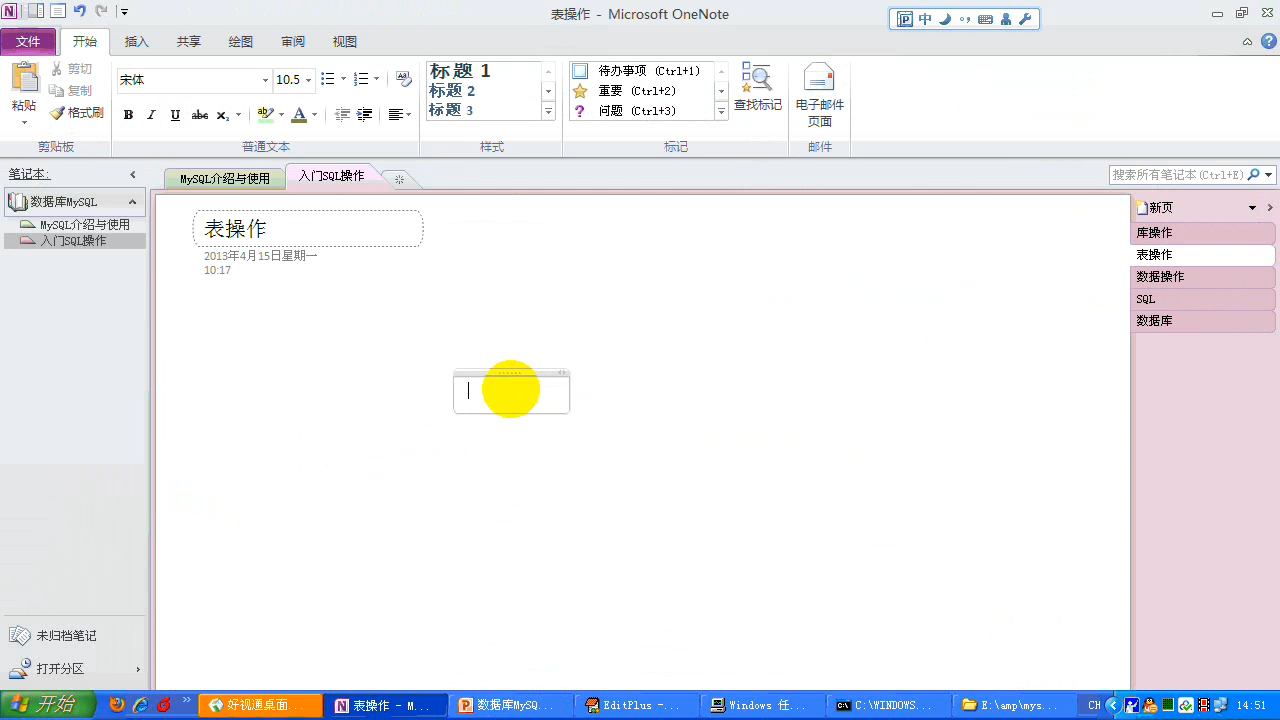 表操作 - Microsoft OneNote
中
文件 开始 插入 共享 绘图 审阅 视图
粘贴
剪切
复制
格式刷
剪贴板
宋体 10.5
B I U abc x₂
A
普通文本
标题 1
标题 2
标题 3
样式
待办事项 (Ctrl+1)
重要 (Ctrl+2)
问题 (Ctrl+3)
标记
查找标记
电子邮件
页面
邮件
笔记本:
数据库MySQL
MySQL介绍与使用
入门SQL操作
MySQL介绍与使用 入门SQL操作
搜索所有笔记本(Ctrl+E)
表操作
2013年4月15日星期一
10:17
新页
库操作
表操作
数据操作
SQL
数据库
未归档笔记
打开分区
开始
好视通桌面...
表操作 - M...
数据库MySQ...
EditPlus -...
Windows 任...
C:\WINDOWS...
E:\amp\mys...
CH
14:51